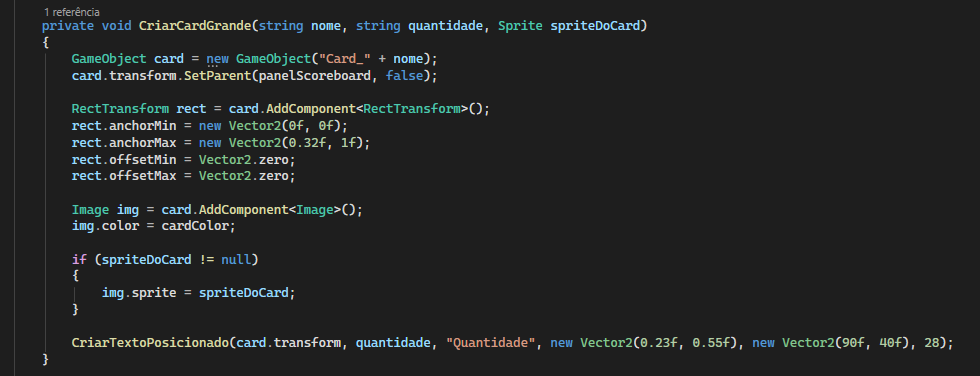 1 referência
private void CriarCardGrande(string nome, string quantidade, Sprite spriteDoCard)
{
    GameObject card = new GameObject("Card_" + nome);
    card.transform.SetParent(panelScoreboard, false);

    RectTransform rect = card.AddComponent<RectTransform>();
    rect.anchorMin = new Vector2(0f, 0f);
    rect.anchorMax = new Vector2(0.32f, 1f);
    rect.offsetMin = Vector2.zero;
    rect.offsetMax = Vector2.zero;

    Image img = card.AddComponent<Image>();
    img.color = cardColor;

    if (spriteDoCard != null)
    {
        img.sprite = spriteDoCard;
    }

    CriarTextoPosicionado(card.transform, quantidade, "Quantidade", new Vector2(0.23f, 0.55f), new Vector2(90f, 40f), 28);
}